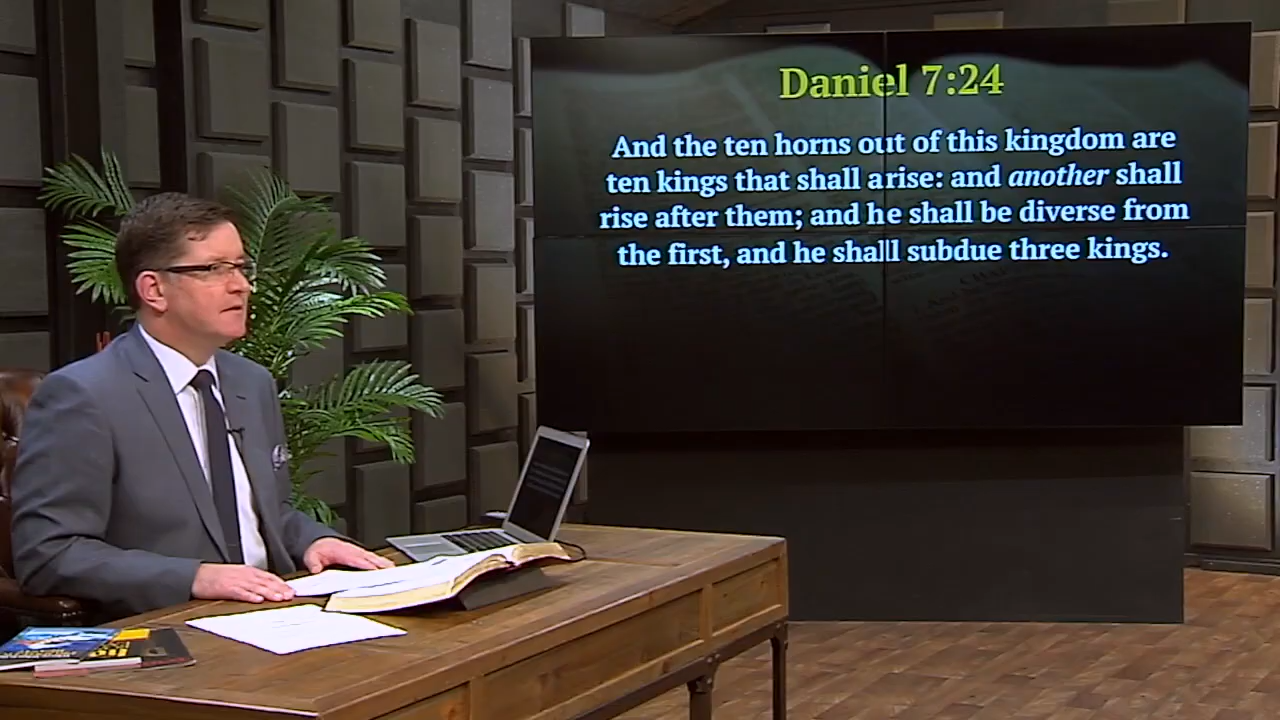 Daniel 7:24
And the ten horns out of this kingdom are
ten kings that shall arise: and another shall
rise after them; and he shall be diverse from
the first, and he shall subdue three kings.